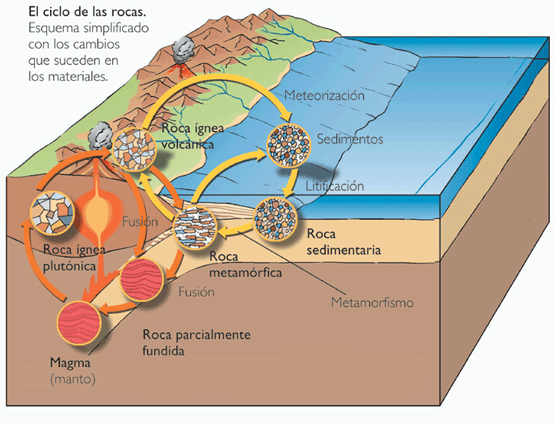 El ciclo de las rocas.
Esquema simplificado
con los cambios
que suceden en
los materiales.
Meteorización
Roca ígnea
volcánica
Sedimentos
Litificación
Fusión
Roca
sedimentaria
Roca ígnea
plutónica
Roca
metamórfica
Fusión
Metamorfismo
Roca parcialmente
fundida
Magma
(manto)